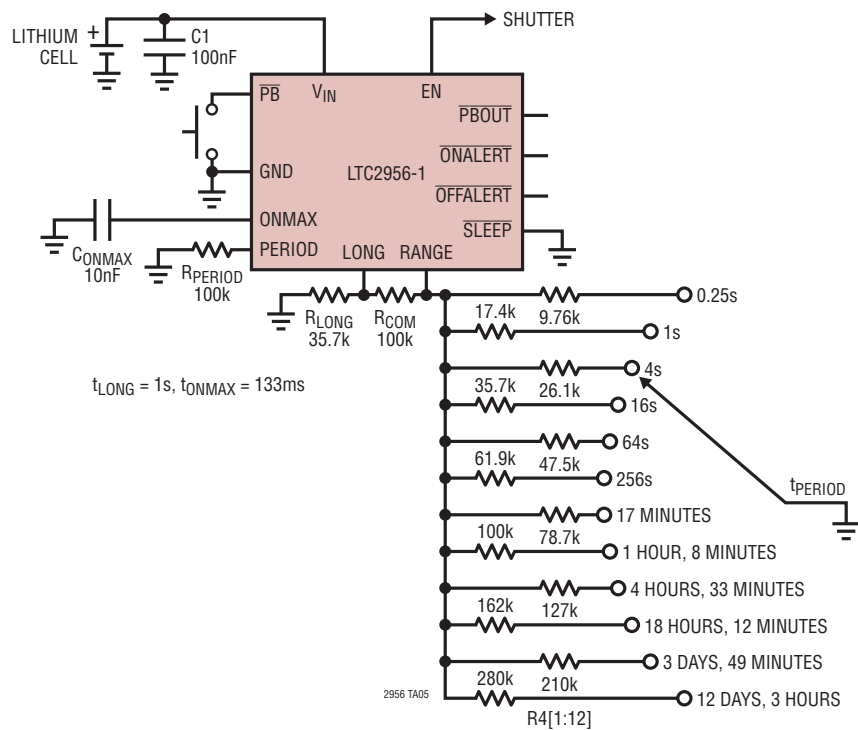 SHUTTER
LITHIUM
CELL
+
C1
100nF
PB
VIN
EN
PBOUT
ONALERT
GND
LTC2956-1
OFFALERT
ONMAX
SLEEP
CONMAX
10nF
PERIOD
LONG
RANGE
RPERIOD
100k
RLONG
35.7k
RCOM
100k
0.25s
17.4k
9.76k
1s
tLONG = 1s, tONMAX = 133ms
4s
35.7k
26.1k
16s
64s
61.9k
47.5k
256s
tPERIOD
17 MINUTES
100k
78.7k
1 HOUR, 8 MINUTES
4 HOURS, 33 MINUTES
162k
127k
18 HOURS, 12 MINUTES
3 DAYS, 49 MINUTES
280k
210k
12 DAYS, 3 HOURS
2956 TA05
R4[1:12]